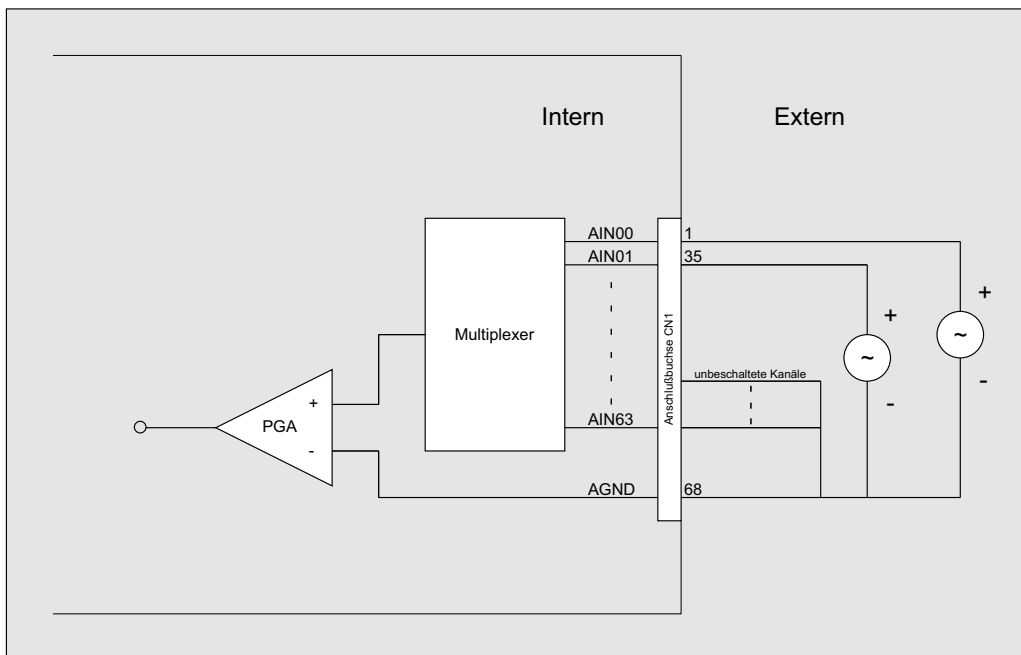 Intern
Extern
AIN00
1
AIN01
35
Multiplexer
Anschlußbuchse CN1
+
~
-
+
~
-
unbeschaltete Kanäle
PGA
+
-
AIN63
AGND
68